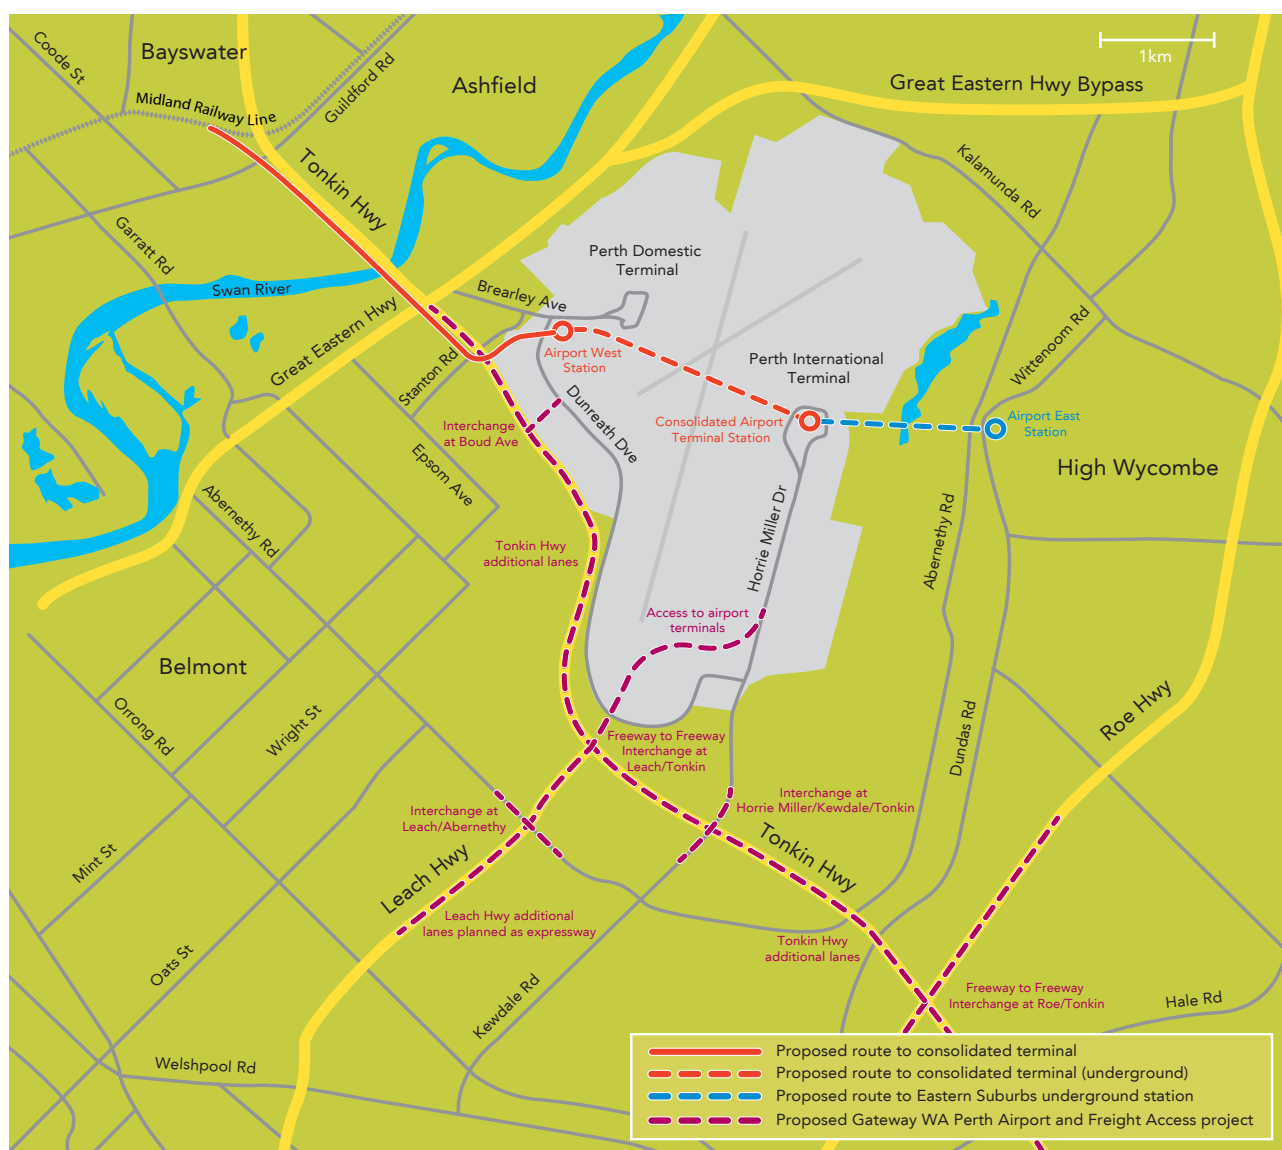 Coode St
Bayswater
Guildford Rd
Ashfield
1km
Great Eastern Hwy Bypass
Midland Railway Line
Tonkin Hwy
Kalamunda Rd
Garratt Rd
Perth Domestic
Terminal
Swan River
Brearley Ave
Great Eastern Hwy
Wittenoom Rd
Airport West
Station
Perth International
Terminal
Stanton Rd
Dunreath Dve
Interchange
at Boud Ave
Consolidated Airport
Terminal Station
Airport East
Station
High Wycombe
Epsom Ave
Abernethy Rd
Horrie Miller Dr
Abernethy Rd
Tonkin Hwy
additional lanes
Access to airport
terminals
Belmont
Orrong Rd
Wright St
Dundas Rd
Roe Hwy
Freeway to Freeway
Interchange at
Leach/Tonkin
Interchange at
Leach/Abernethy
Interchange at
Horrie Miller/Kewdale/Tonkin
Mint St
Leach Hwy
Tonkin Hwy
Leach Hwy additional
lanes planned as expressway
Tonkin Hwy
additional lanes
Oats St
Kewdale Rd
Freeway to Freeway
Interchange at Roe/Tonkin
Hale Rd
Welshpool Rd
Proposed route to consolidated terminal
Proposed route to consolidated terminal (underground)
Proposed route to Eastern Suburbs underground station
Proposed Gateway WA Perth Airport and Freight Access project